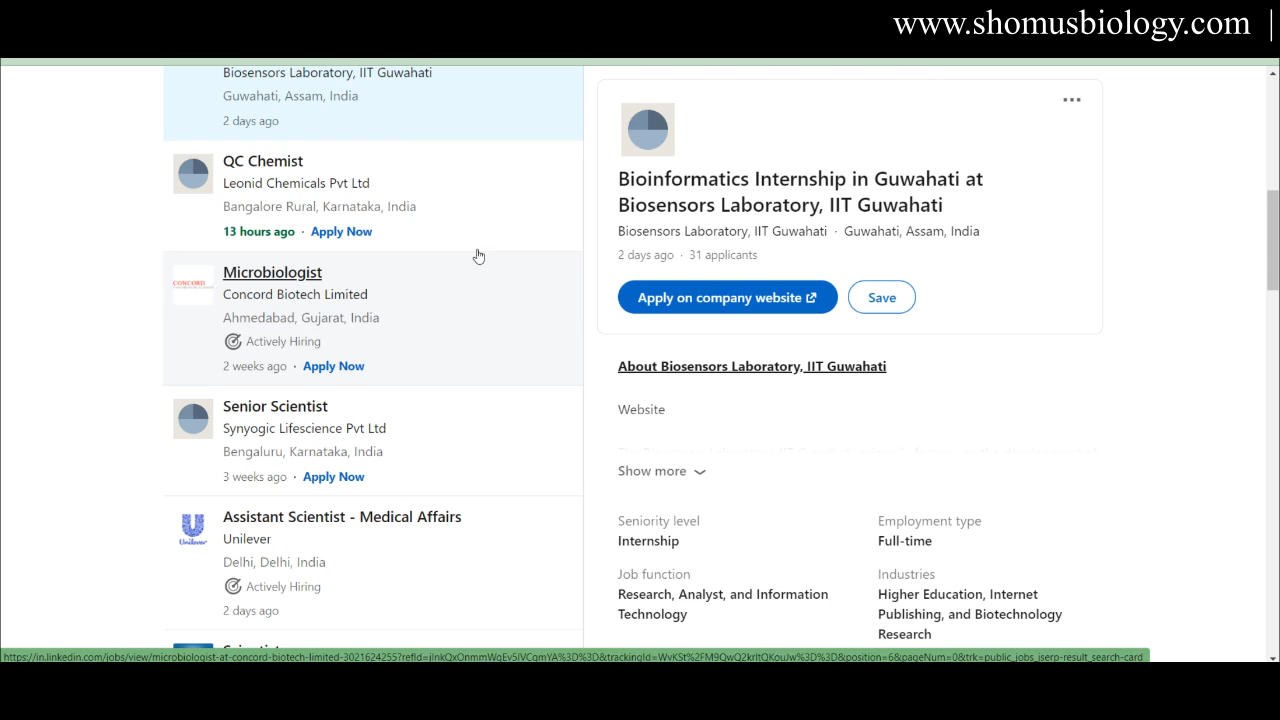 www.shomusbiology.com |
Biosensors Laboratory, IIT Guwahati
Guwahati, Assam, India
2 days ago
QC Chemist
Leonid Chemicals Pvt Ltd
Bangalore Rural, Karnataka, India
13 hours ago · Apply Now
Microbiologist
CONCORD
Concord Biotech Limited
Ahmedabad, Gujarat, India
Actively Hiring
2 weeks ago · Apply Now
Senior Scientist
Synyogic Lifescience Pvt Ltd
Bengaluru, Karnataka, India
3 weeks ago · Apply Now
Assistant Scientist - Medical Affairs
Unilever
Unilever
Delhi, Delhi, India
Actively Hiring
2 days ago
Bioinformatics Internship in Guwahati at
Biosensors Laboratory, IIT Guwahati
Biosensors Laboratory, IIT Guwahati · Guwahati, Assam, India
2 days ago · 31 applicants
Apply on company website
Save
About Biosensors Laboratory, IIT Guwahati
Website
Show more
Seniority level
Internship
Employment type
Full-time
Job function
Research, Analyst, and Information
Technology
Industries
Higher Education, Internet
Publishing, and Biotechnology
Research